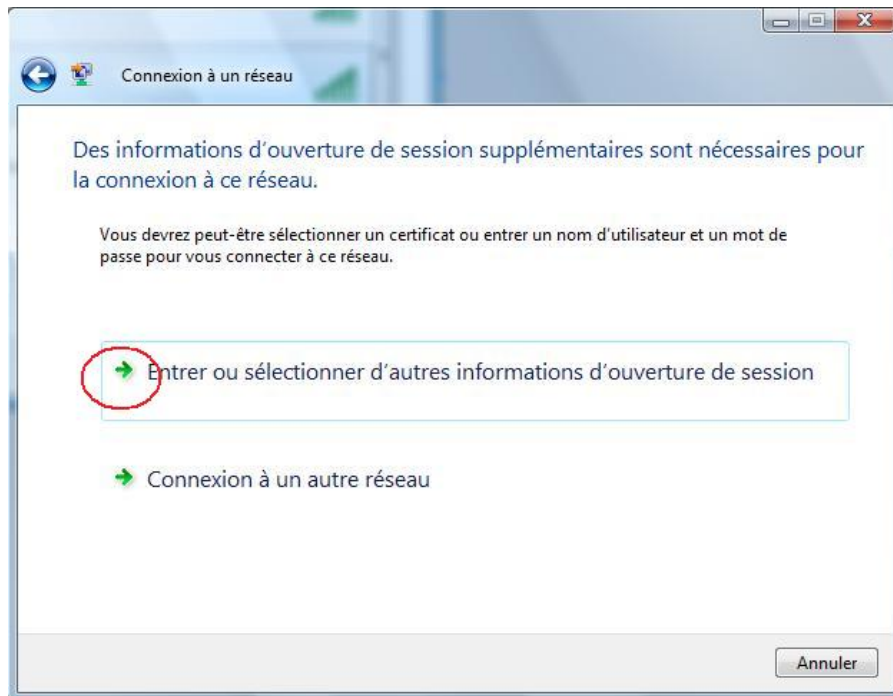 Connexion à un réseau
Des informations d'ouverture de session supplémentaires sont nécessaires pour
la connexion à ce réseau.
Vous devrez peut-être sélectionner un certificat ou entrer un nom d'utilisateur et un mot de
passe pour vous connecter à ce réseau.
Entrer ou sélectionner d'autres informations d'ouverture de session
Connexion à un autre réseau
Annuler